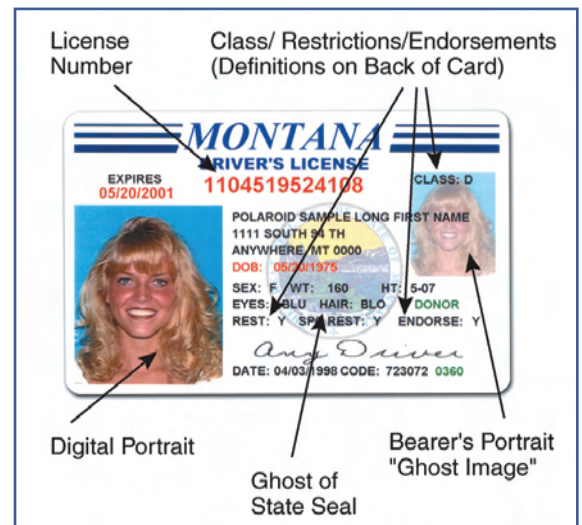 License Number
Class/ Restrictions/Endorsements
(Definitions on Back of Card)
MONTANA
DRIVER'S LICENSE
EXPIRES
05/20/2001
1104519524108
CLASS: D
POLAROID SAMPLE LONG FIRST NAME
1111 SOUTH 94 TH
ANYWHERE, MT 0000
DOB: 05/20/1975
SEX: F WT: 160 HT: 5-07
EYES: BLU HAIR: BLO DONOR
REST: Y SPC REST: Y ENDORSE: Y
Any Driver
DATE: 04/03/1998 CODE: 723072 0360
Digital Portrait
Ghost of
State Seal
Bearer's Portrait
"Ghost Image"